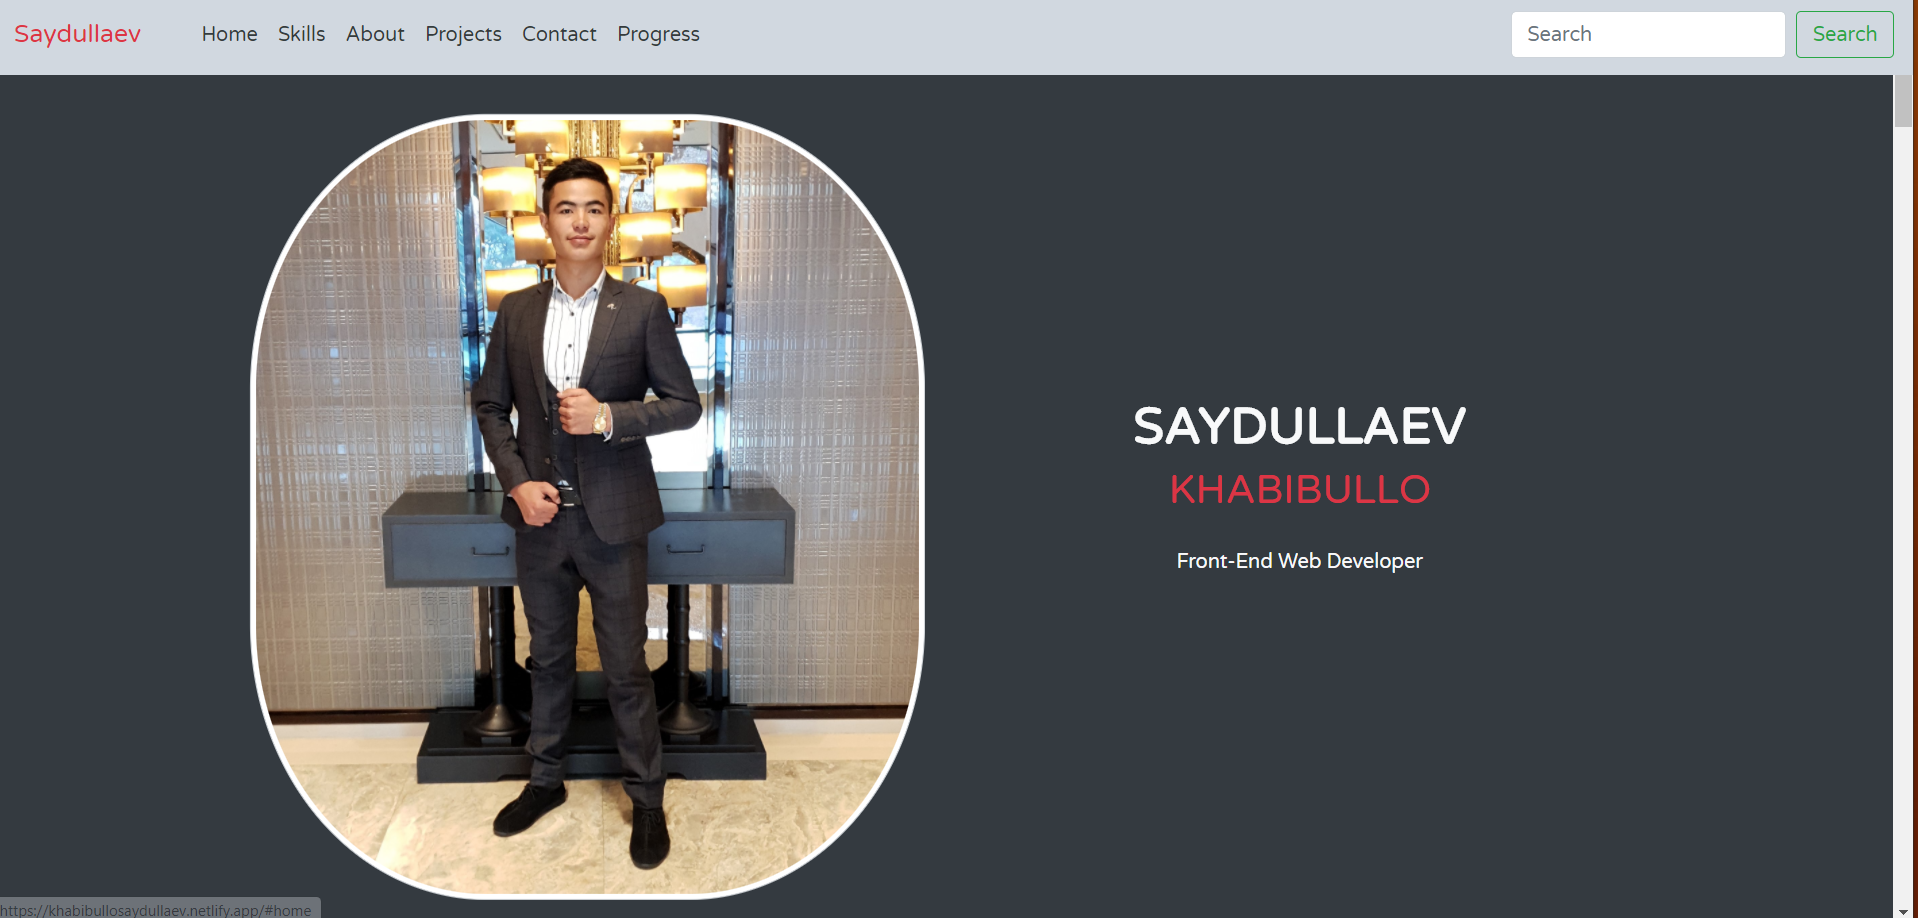 Saydullaev Home Skills About Projects Contact Progress Search Search
SAYDULLAEV
KHABIBULLO
Front-End Web Developer
https://khabibullosaydullaev.netlify.app/#home